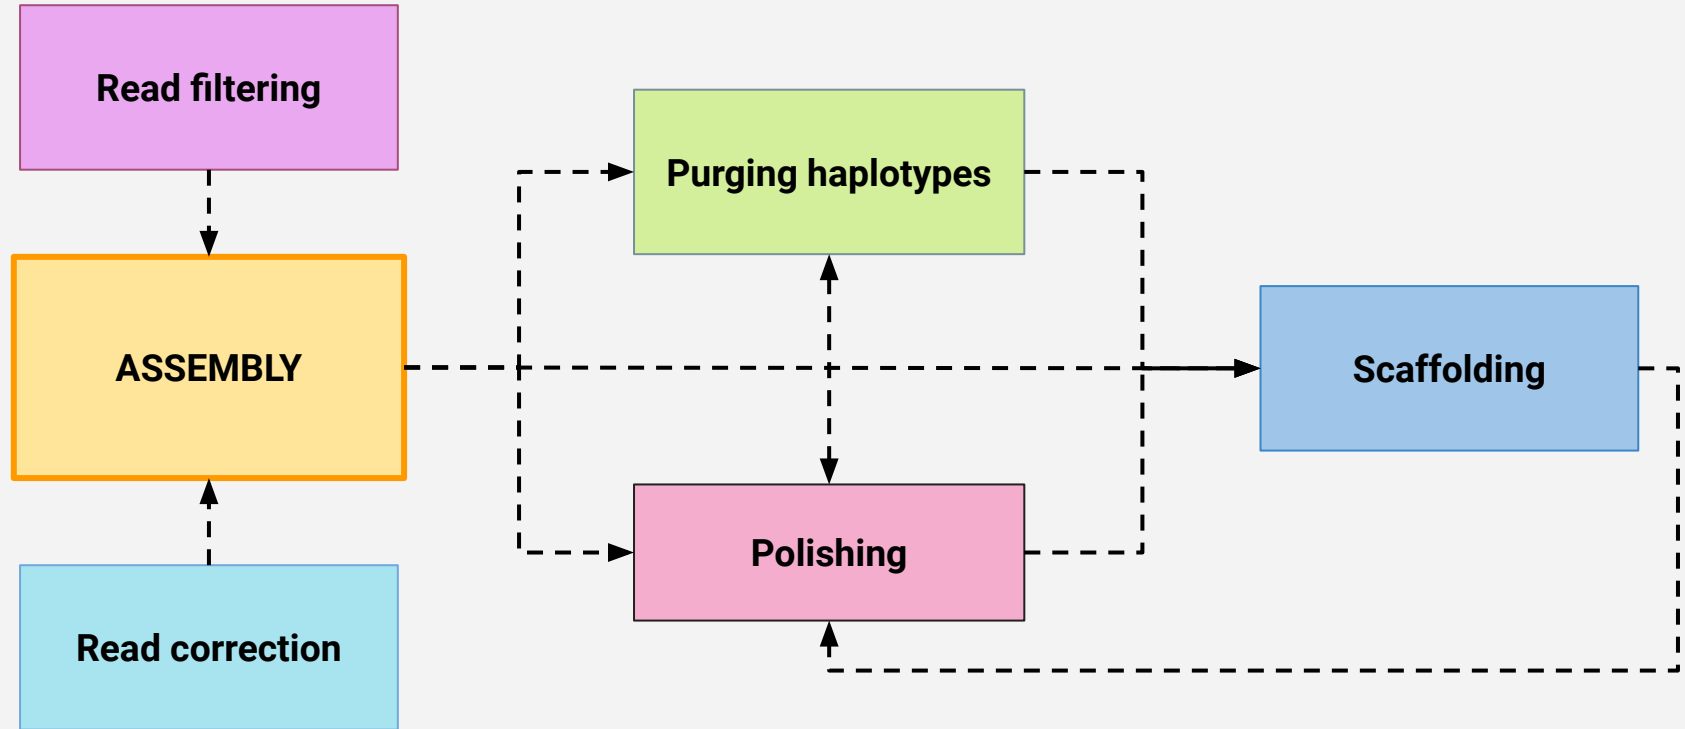 Read filtering
Purging haplotypes
ASSEMBLY
Scaffolding
Polishing
Read correction